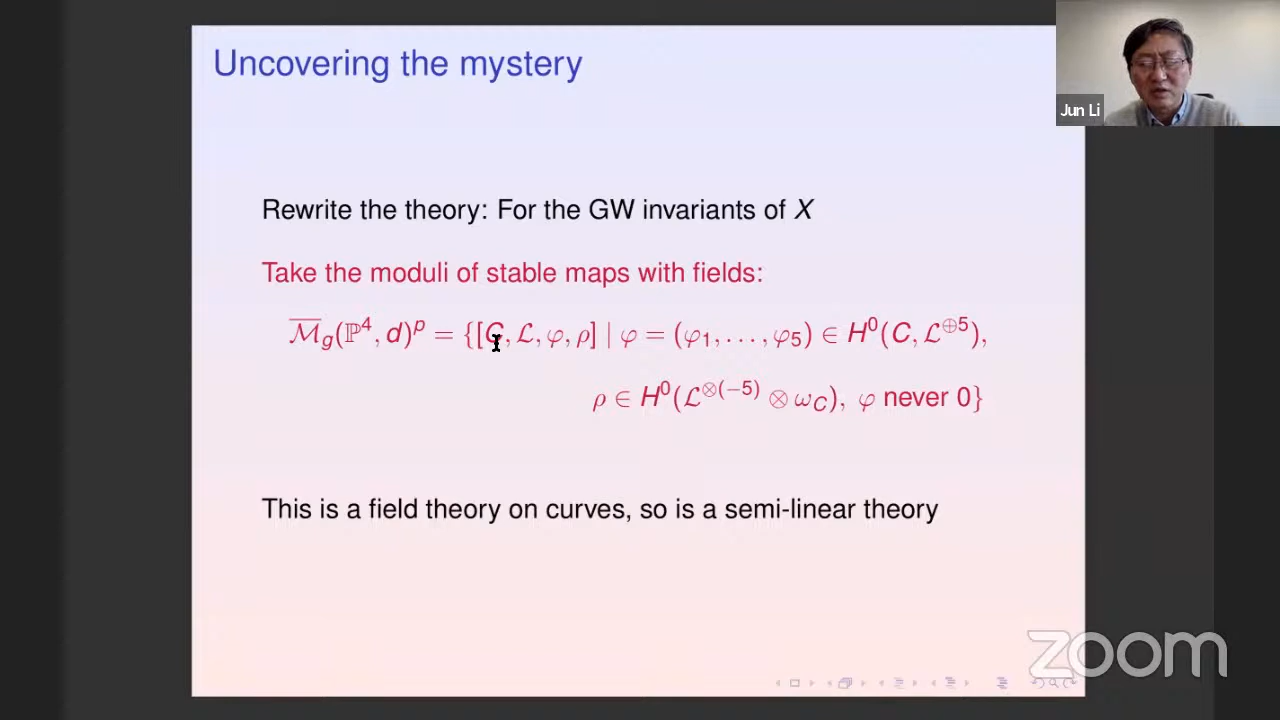 Uncovering the mystery
Jun Li
Rewrite the theory: For the GW invariants of X
Take the moduli of stable maps with fields:
$\overline{\mathcal{M}}_g(\mathbb{P}^4, d)^p = \{[C, \mathcal{L}, \varphi, \rho] \mid \varphi = (\varphi_1, \ldots, \varphi_5) \in H^0(C, \mathcal{L}^{\oplus 5}),$
$\rho \in H^0(\mathcal{L}^{\otimes(-5)} \otimes \omega_C),\ \varphi \text{ never } 0\}$
This is a field theory on curves, so is a semi-linear theory
zoom